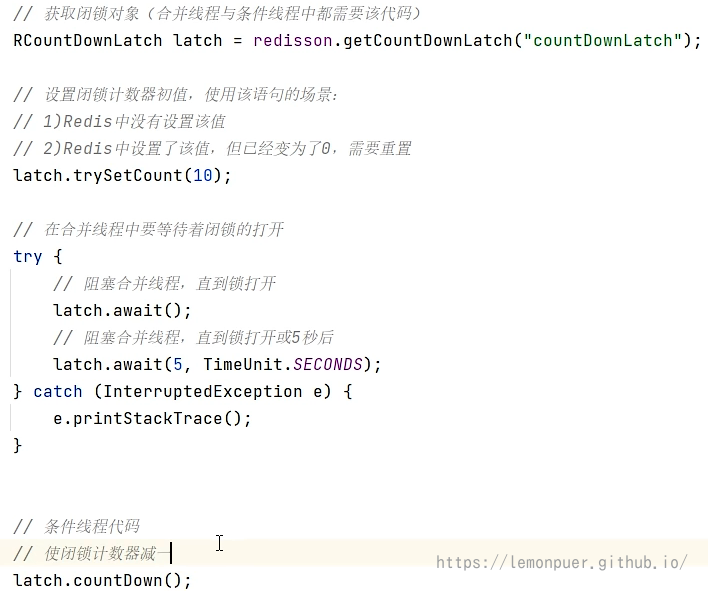 // 获取闭锁对象（合并线程与条件线程中都需要该代码）
RCountDownLatch latch = redisson.getCountDownLatch("countDownLatch");
// 设置闭锁计数器初值，使用该语句的场景：
// 1)Redis中没有设置该值
// 2)Redis中设置了该值，但已经变为了0，需要重置
latch.trySetCount(10);
// 在合并线程中要等待着闭锁的打开
try {
// 阻塞合并线程，直到锁打开
latch.await();
// 阻塞合并线程，直到锁打开或5秒后
latch.await(5, TimeUnit.SECONDS);
} catch (InterruptedException e) {
e.printStackTrace();
}
// 条件线程代码
// 使闭锁计数器减一
https://lemonpuer.github.io/
latch.countDown();